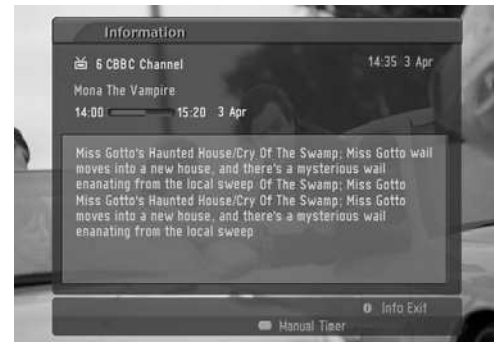 Information
6 CBBC Channel 14:35 3 Apr
Mona The Vampire
14:00 15:20 3 Apr
Miss Gotto's Haunted House/Cry Of The Swamp; Miss Gotto wail
moves into a new house, and there's a mysterious wail
enanating from the local sweep Of The Swamp; Miss Gotto
Miss Gotto's Haunted House/Cry Of The Swamp; Miss Gotto
moves into a new house, and there's a mysterious wail
enanating from the local sweep
Info Exit
Manual Timer